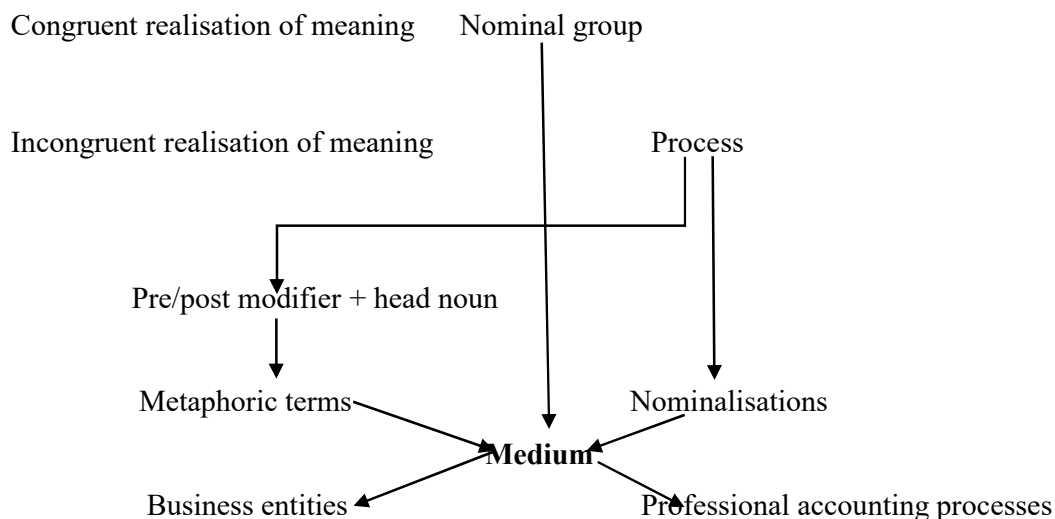 Congruent realisation of meaning Nominal group
Incongruent realisation of meaning Process
Pre/post modifier + head noun
Metaphoric terms Nominalisations
Medium
Business entities Professional accounting processes